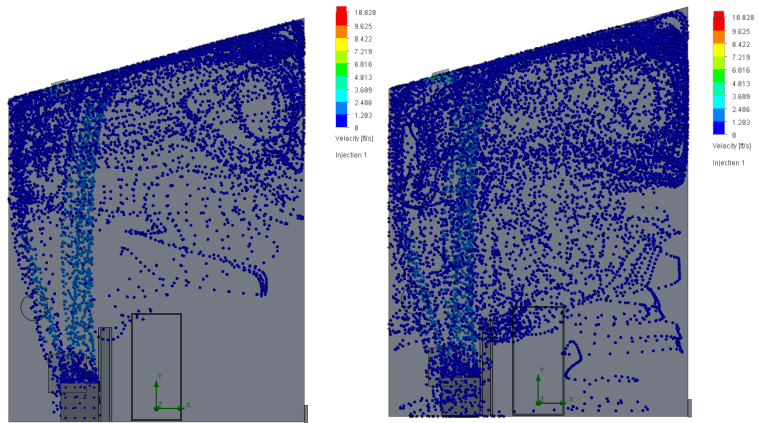 10.828
9.625
8.422
7.219
6.016
4.813
3.609
2.406
1.203
0
Velocity [ft/s]
Injection 1
Y
Z
X
10.828
9.625
8.422
7.219
6.016
4.813
3.609
2.406
1.203
0
Velocity [ft/s]
Injection 1
Y
Z
X